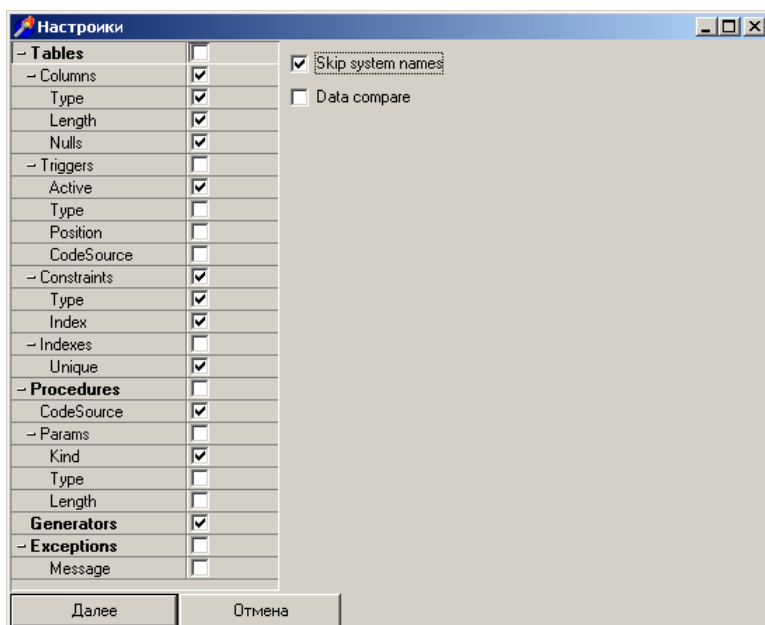 Настроики
Tables
Columns
Type
Length
Nulls
Triggers
Active
Type
Position
CodeSource
Constraints
Type
Index
Indexes
Unique
Procedures
CodeSource
Params
Kind
Type
Length
Generators
Exceptions
Message
Skip system names
Data compare
Далее
Отмена